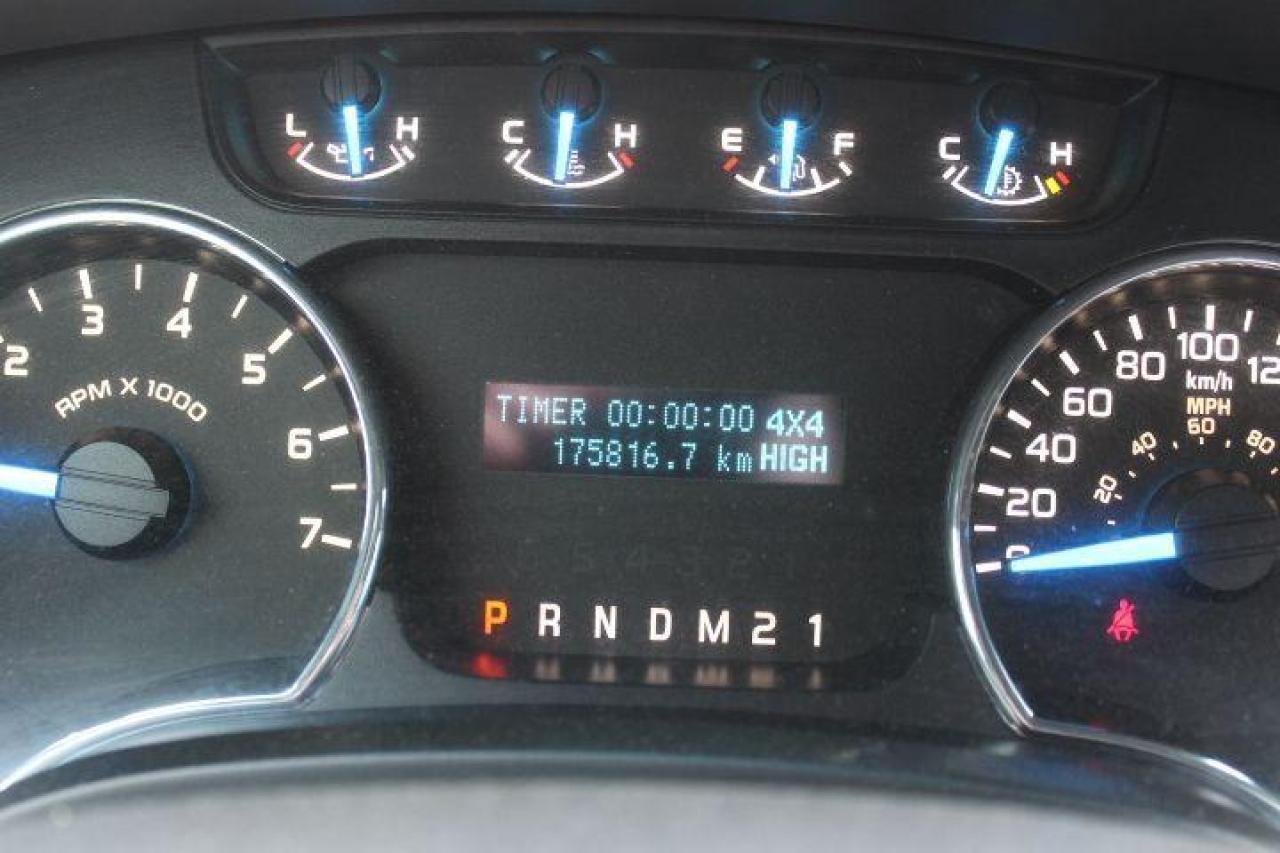 L H C H E F C H
2 3 4 5 6 7
RPM X 1000
TIMER 00:00:00 4X4
175816.7 km HIGH
P R N D M 2 1
0 20 40 60 80 100
km/h
MPH
20 40 60 80